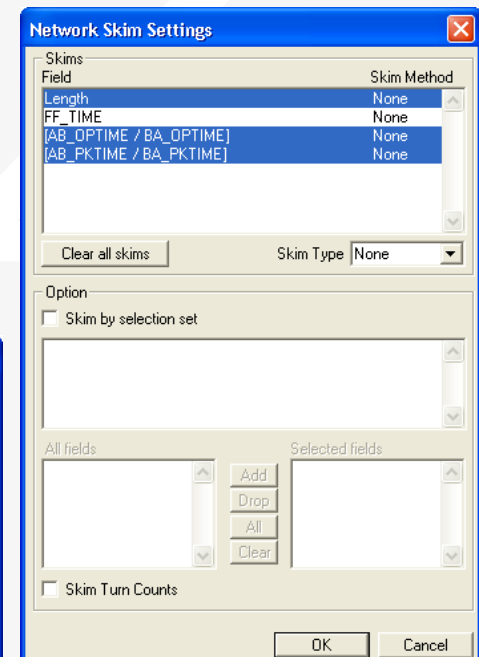 Network Skim Settings
Skims
Field Skim Method
Length None
FF_TIME None
[AB_OPTIME / BA_OPTIME] None
[AB_PKTIME / BA_PKTIME] None
Clear all skims Skim Type None
Option
Skim by selection set
All fields Selected fields
Add
Drop
All
Clear
Skim Turn Counts
OK Cancel